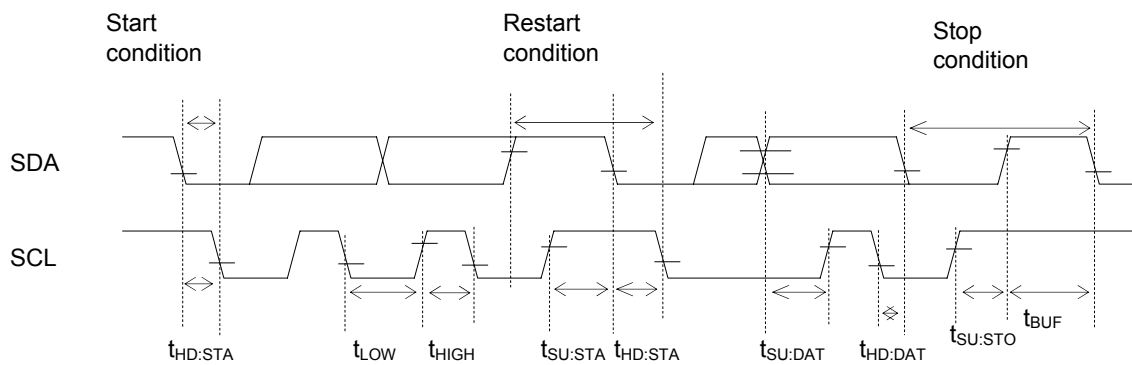 Start
condition
Restart
condition
Stop
condition
SDA
SCL
tHD:STA
tLOW
tHIGH
tSU:STA
tHD:STA
tSU:DAT
tHD:DAT
tSU:STO
tBUF